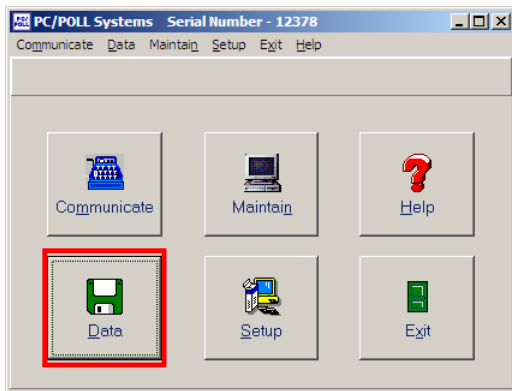 PC/POLL Systems Serial Number - 12378
Communicate Data Maintain Setup Exit Help
Communicate Maintain Help
Data Setup Exit